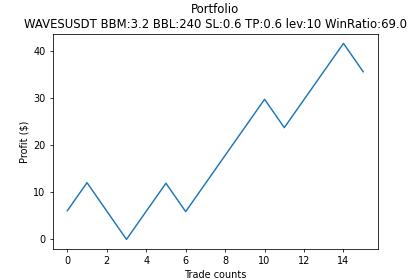 Portfolio
WAVESUSDT BBM:3.2 BBL:240 SL:0.6 TP:0.6 lev:10 WinRatio:69.0
40
30
20
10
0
Profit ($)
0 2 4 6 8 10 12 14
Trade counts